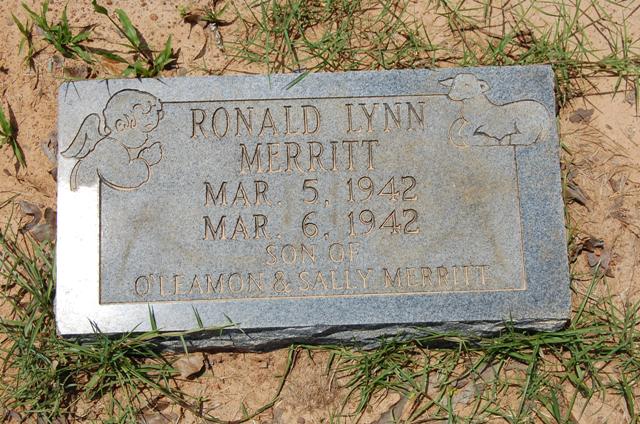 RONALD LYNN
MERRITT
MAR. 5, 1942
MAR. 6, 1942
SON OF
O'LEAMON & SALLY MERRITT